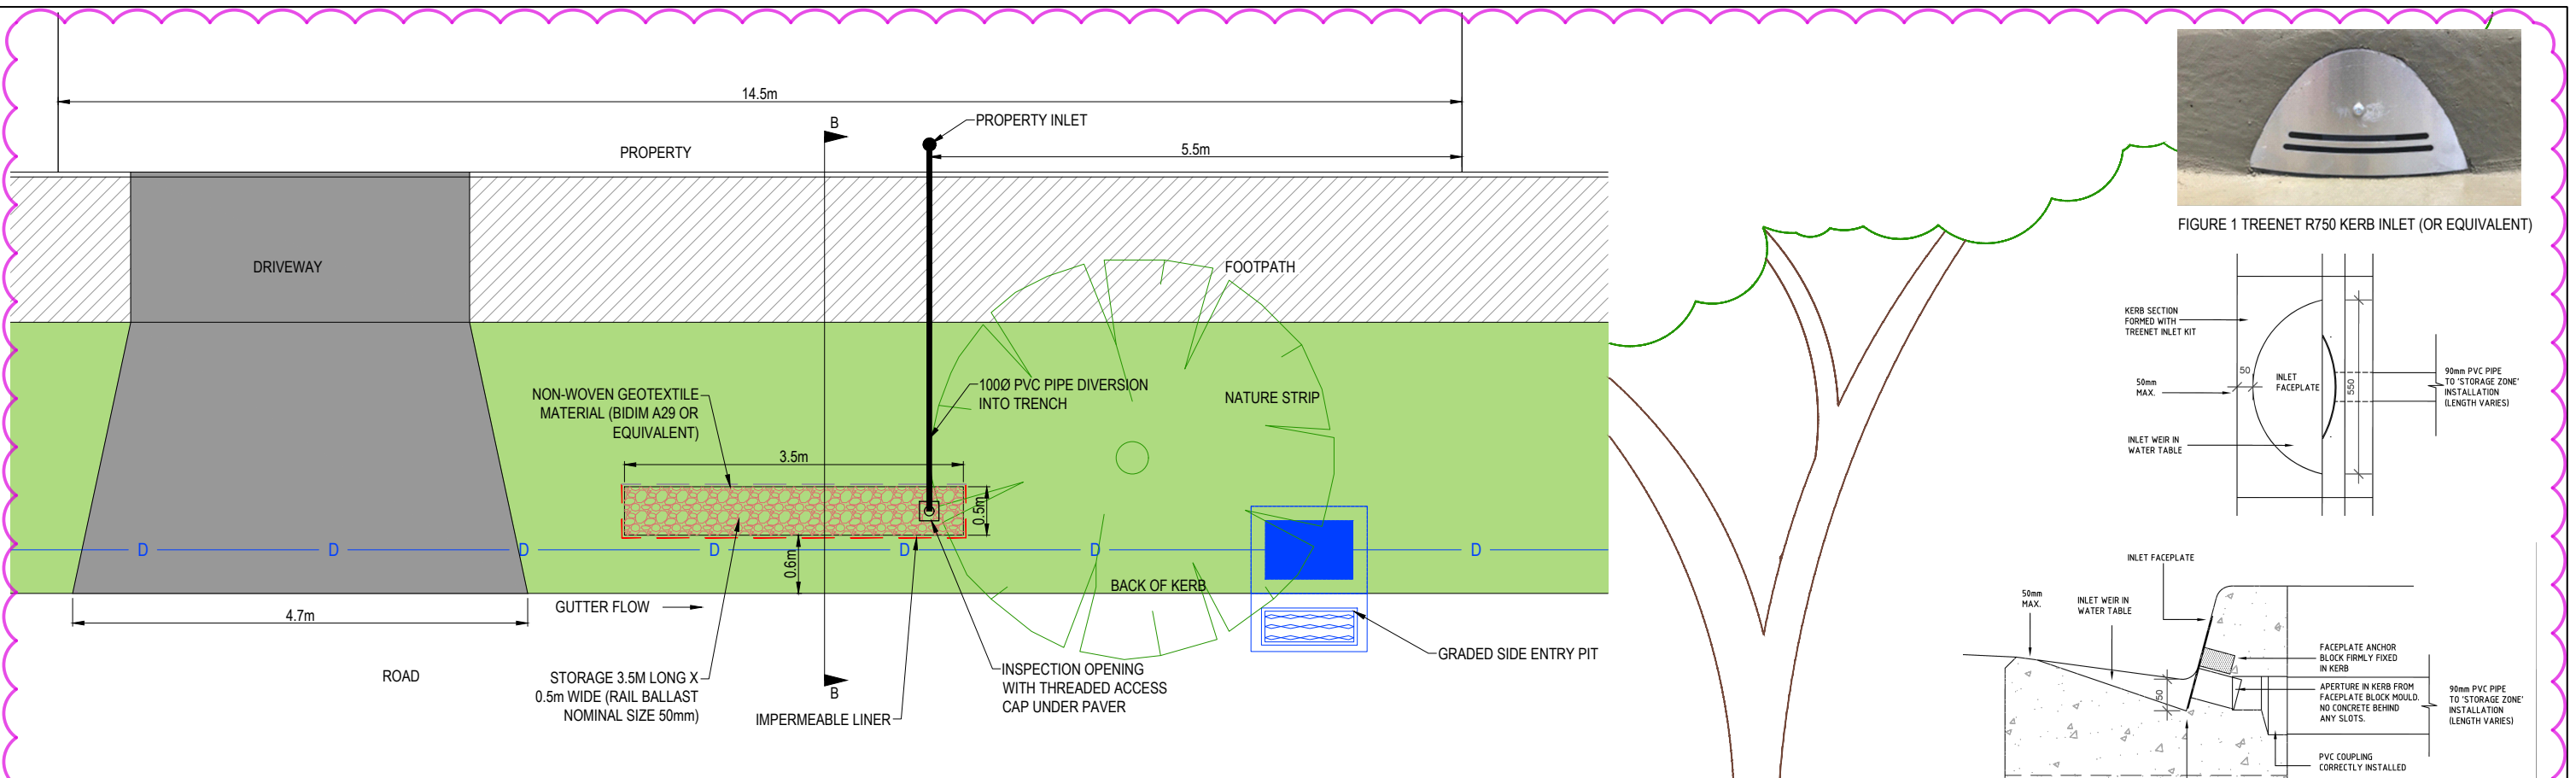 14.5m
B
PROPERTY INLET
PROPERTY
5.5m
FIGURE 1 TREENET R750 KERB INLET (OR EQUIVALENT)
DRIVEWAY
FOOTPATH
KERB SECTION
FORMED WITH
TREENET INLET KIT
50mm
MAX.
50
INLET
FACEPLATE
550
90mm PVC PIPE
TO 'STORAGE ZONE'
INSTALLATION
(LENGTH VARIES)
INLET WEIR IN
WATER TABLE
NON-WOVEN GEOTEXTILE
MATERIAL (BIDIM A29 OR
EQUIVALENT)
100Ø PVC PIPE DIVERSION
INTO TRENCH
NATURE STRIP
3.5m
0.5m
D D D D D D D
0.6m
BACK OF KERB
GUTTER FLOW
4.7m
ROAD
STORAGE 3.5M LONG X
0.5m WIDE (RAIL BALLAST
NOMINAL SIZE 50mm)
B
IMPERMEABLE LINER
INSPECTION OPENING
WITH THREADED ACCESS
CAP UNDER PAVER
GRADED SIDE ENTRY PIT
INLET FACEPLATE
50mm
MAX.
INLET WEIR IN
WATER TABLE
50
FACEPLATE ANCHOR
BLOCK FIRMLY FIXED
IN KERB
APERTURE IN KERB FROM
FACEPLATE BLOCK MOULD.
NO CONCRETE BEHIND
ANY SLOTS.
90mm PVC PIPE
TO 'STORAGE ZONE'
INSTALLATION
(LENGTH VARIES)
PVC COUPLING
CORRECTLY INSTALLED